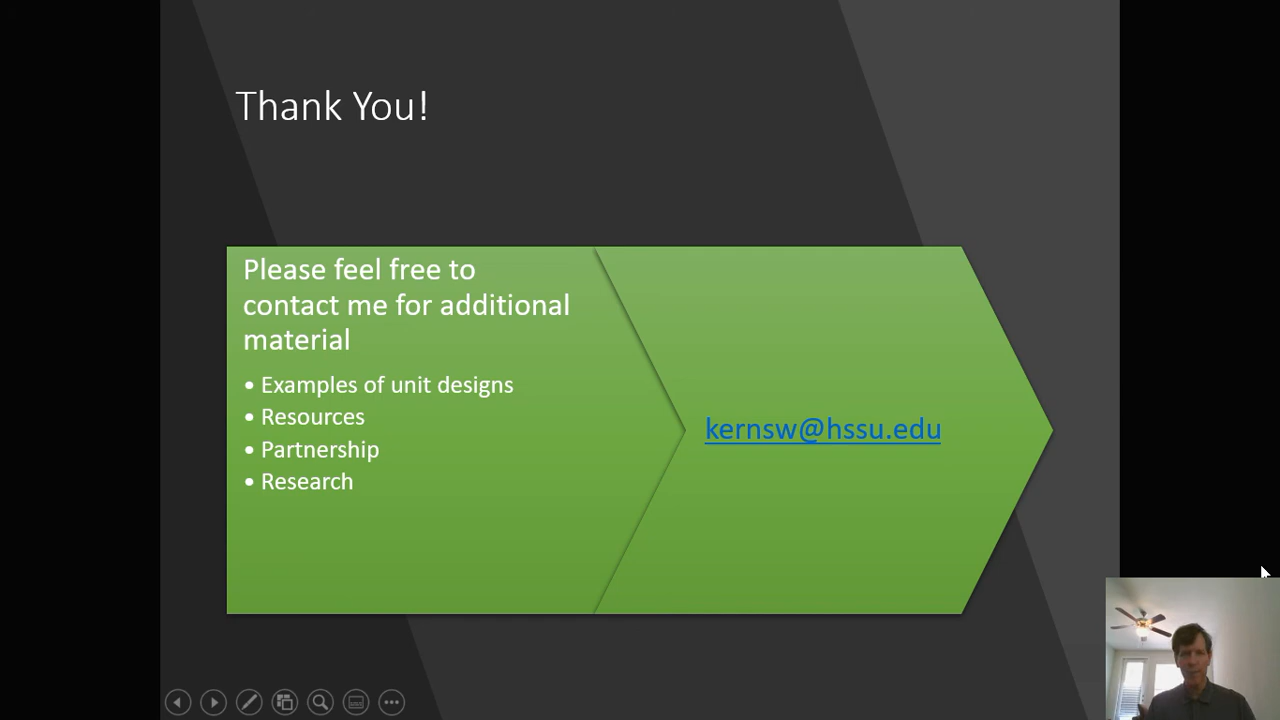 Thank You!
Please feel free to
contact me for additional
material
• Examples of unit designs
• Resources
• Partnership
• Research
kernsw@hssu.edu